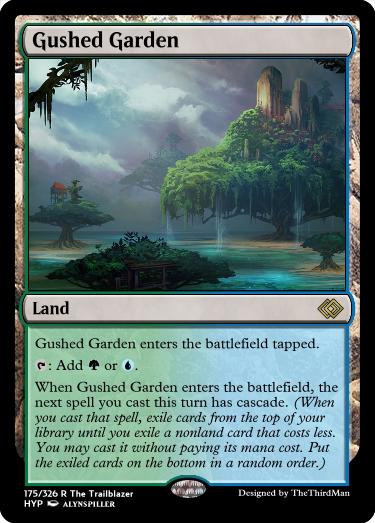 Gushed Garden
Land
Gushed Garden enters the battlefield tapped.
: Add or .
When Gushed Garden enters the battlefield, the
next spell you cast this turn has cascade. (When
you cast that spell, exile cards from the top of your
library until you exile a nonland card that costs less.
You may cast it without paying its mana cost. Put
the exiled cards on the bottom in a random order.)
175/326 R The Trailblazer
Designed by TheThirdMan
HYP ALYNSPILLER